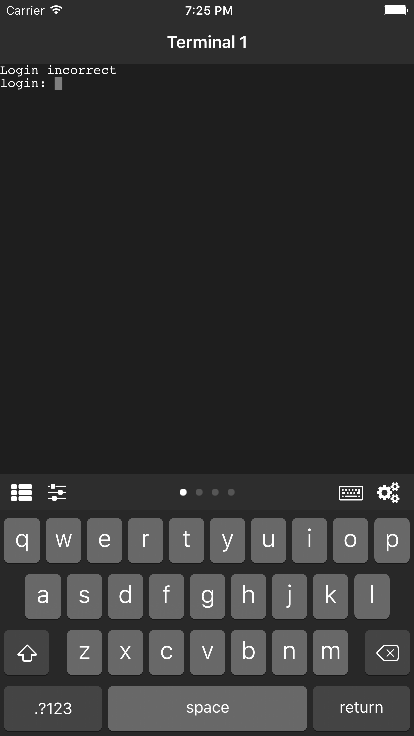 Carrier 7:25 PM
Terminal 1
Login incorrect
login:
q w e r t y u i o p
a s d f g h j k l
z x c v b n m
.?123 space return